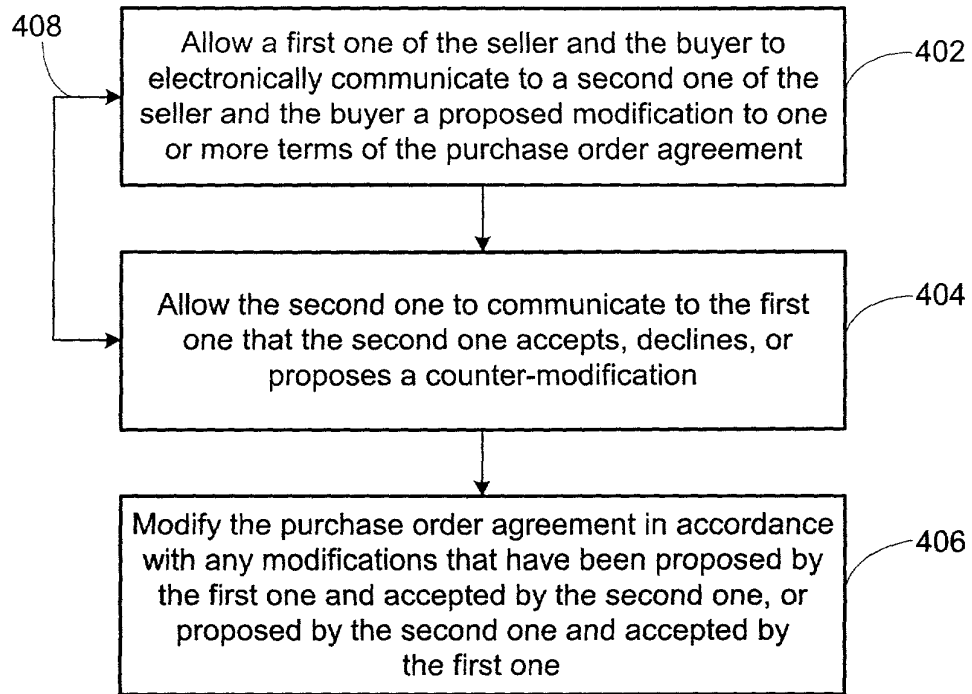 408
Allow a first one of the seller and the buyer to
electronically communicate to a second one of the
seller and the buyer a proposed modification to one
or more terms of the purchase order agreement
402
Allow the second one to communicate to the first
one that the second one accepts, declines, or
proposes a counter-modification
404
Modify the purchase order agreement in accordance
with any modifications that have been proposed by
the first one and accepted by the second one, or
proposed by the second one and accepted by
the first one
406